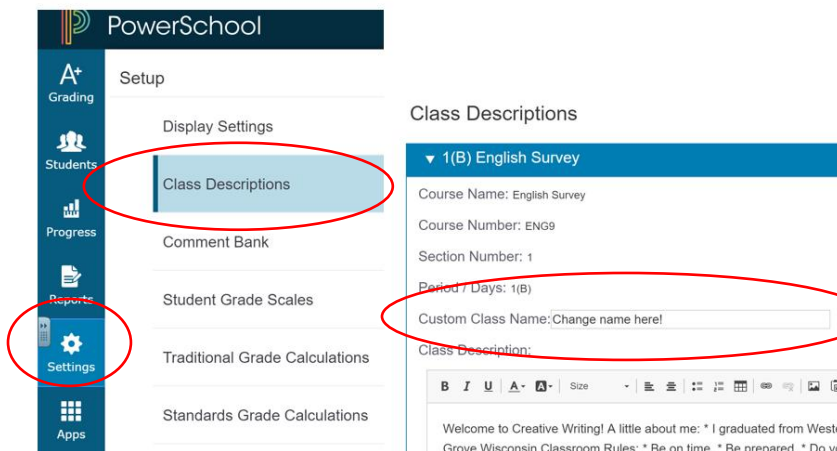 PowerSchool
A+
Grading
Students
Progress
Reports
Settings
Apps
Setup
Display Settings
Class Descriptions
Comment Bank
Student Grade Scales
Traditional Grade Calculations
Standards Grade Calculations
Class Descriptions
1(B) English Survey
Course Name: English Survey
Course Number: ENG9
Section Number: 1
Period / Days: 1(B)
Custom Class Name: Change name here!
Class Description:
B I U A A Size
Welcome to Creative Writing! A little about me: * I graduated from
Grove Wisconsin Classroom Rules: * Be on time. * Be prepared. * Do